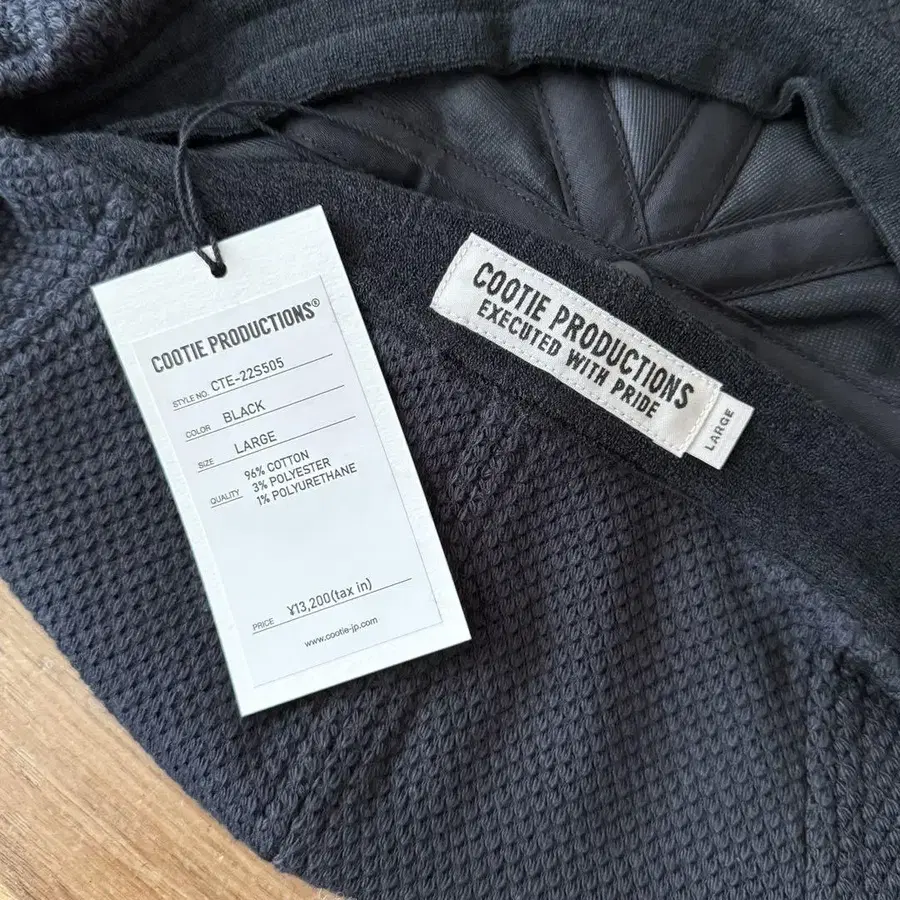 COOTIE PRODUCTIONS®
STYLE NO. CTE-22S505
COLOR BLACK
SIZE LARGE
QUALITY 96% COTTON
3% POLYESTER
1% POLYURETHANE
PRICE ¥13,200(tax in)
www.cootie-jp.com
COOTIE PRODUCTIONS
EXECUTED WITH PRIDE
LARGE